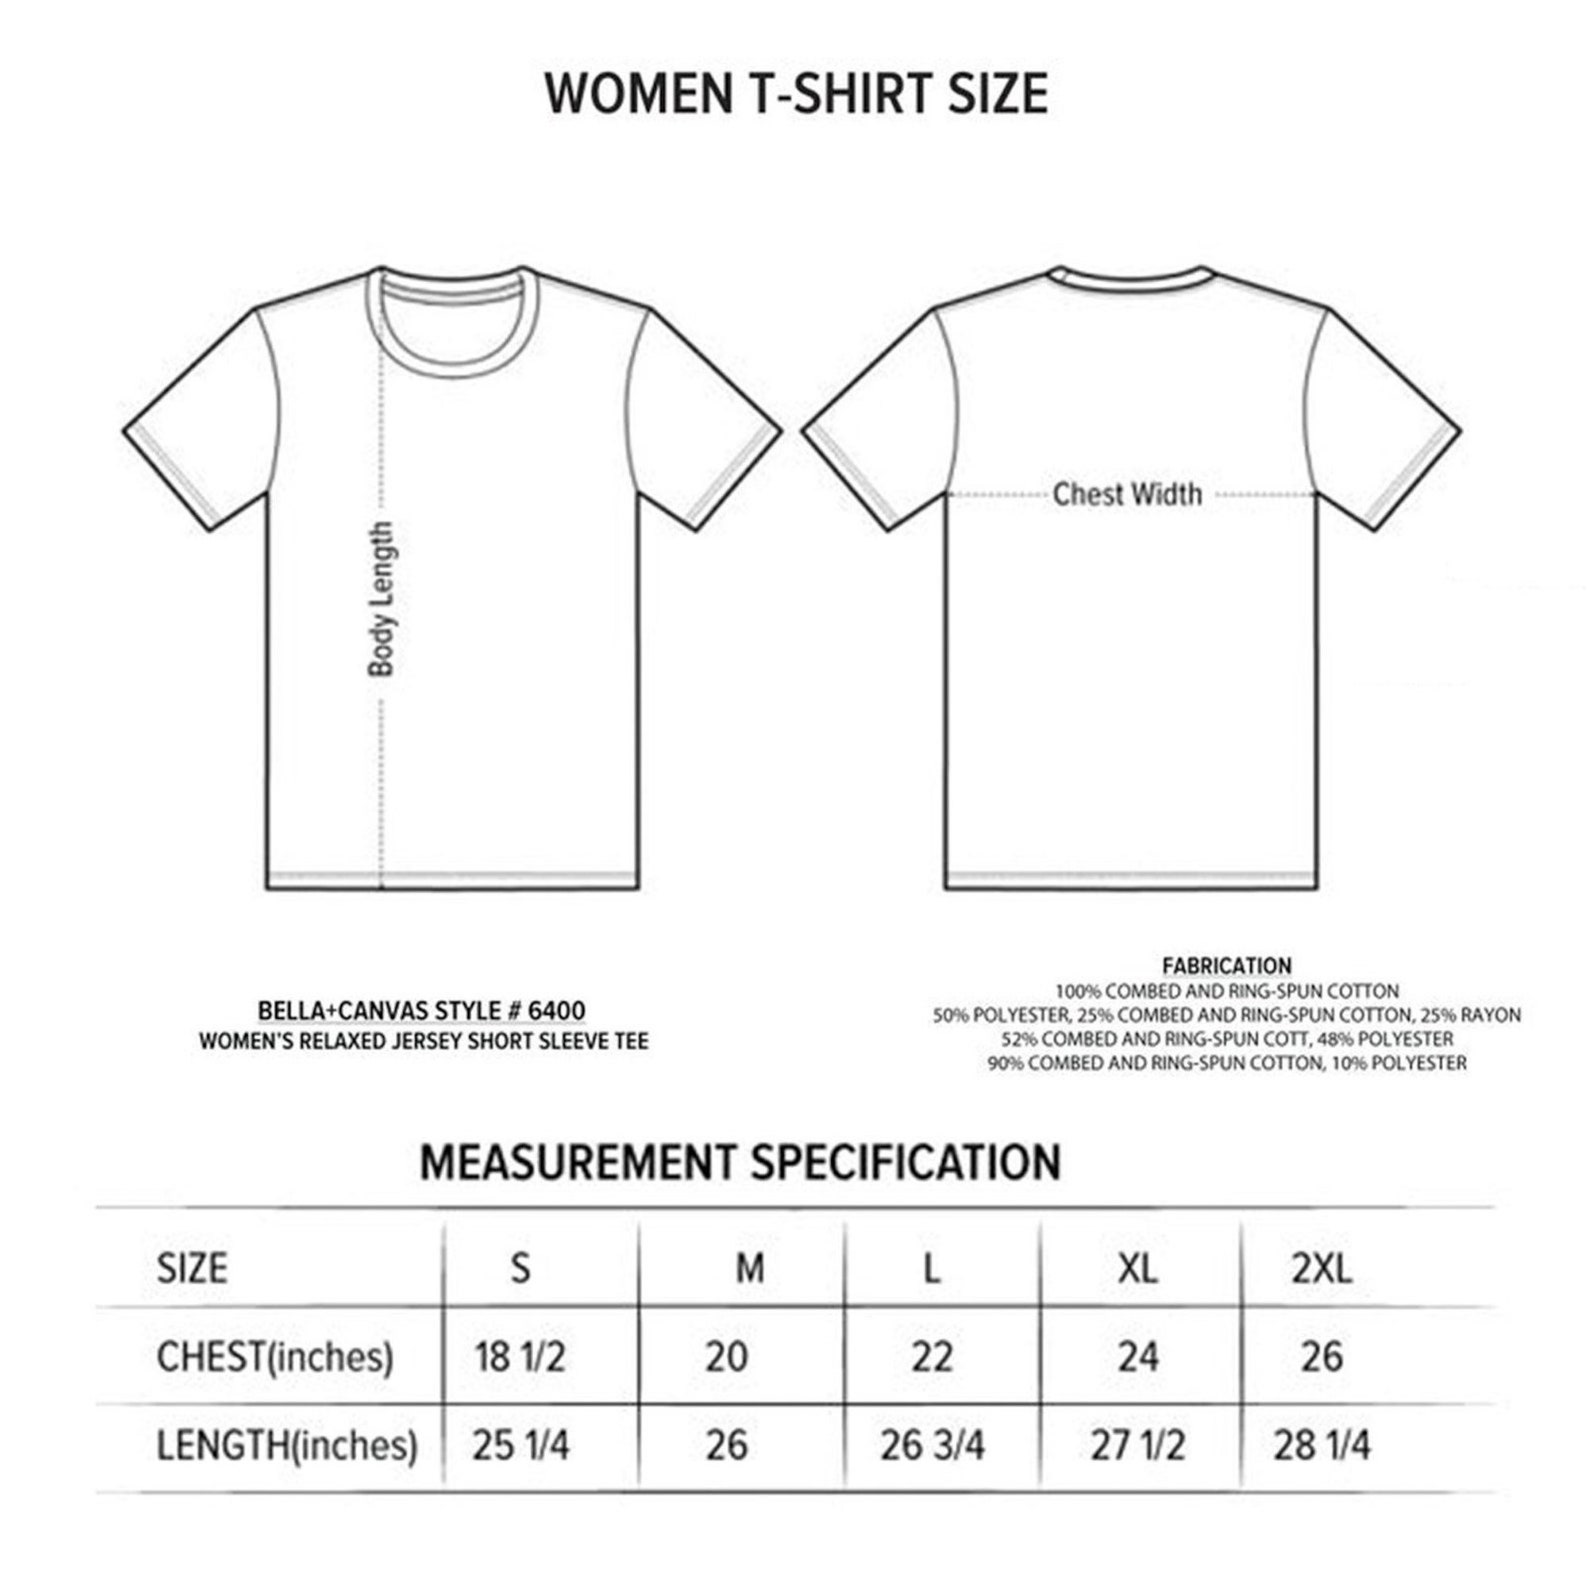 WOMEN T-SHIRT SIZE
Body Length
Chest Width
BELLA+CANVAS STYLE # 6400
WOMEN'S RELAXED JERSEY SHORT SLEEVE TEE
FABRICATION
100% COMBED AND RING-SPUN COTTON
50% POLYESTER, 25% COMBED AND RING-SPUN COTTON, 25% RAYON
52% COMBED AND RING-SPUN COTT, 48% POLYESTER
90% COMBED AND RING-SPUN COTTON, 10% POLYESTER
MEASUREMENT SPECIFICATION
SIZE S M L XL 2XL
CHEST(inches) 18 1/2 20 22 24 26
LENGTH(inches) 25 1/4 26 26 3/4 27 1/2 28 1/4